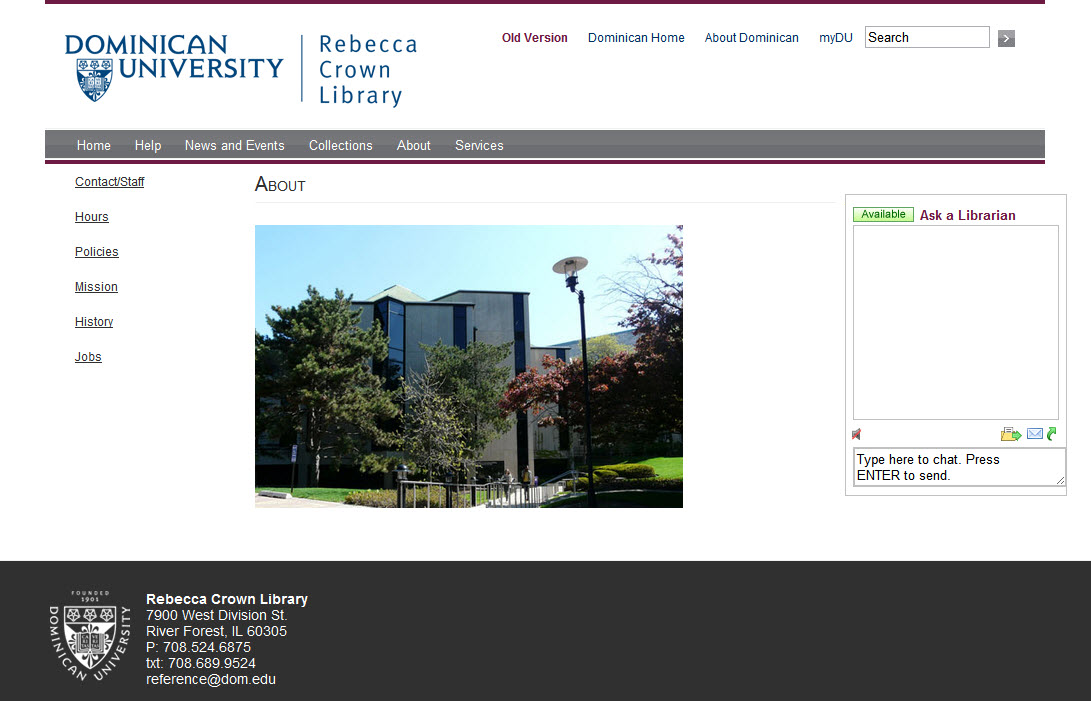 DOMINICAN
UNIVERSITY
Rebecca
Crown
Library
Old Version Dominican Home About Dominican myDU Search
Home Help News and Events Collections About Services
Contact/Staff
Hours
Policies
Mission
History
Jobs
About
Available Ask a Librarian
Type here to chat. Press
ENTER to send.
FOUNDED
1901
DOMINICAN UNIVERSITY
Rebecca Crown Library
7900 West Division St.
River Forest, IL 60305
P: 708.524.6875
txt: 708.689.9524
reference@dom.edu